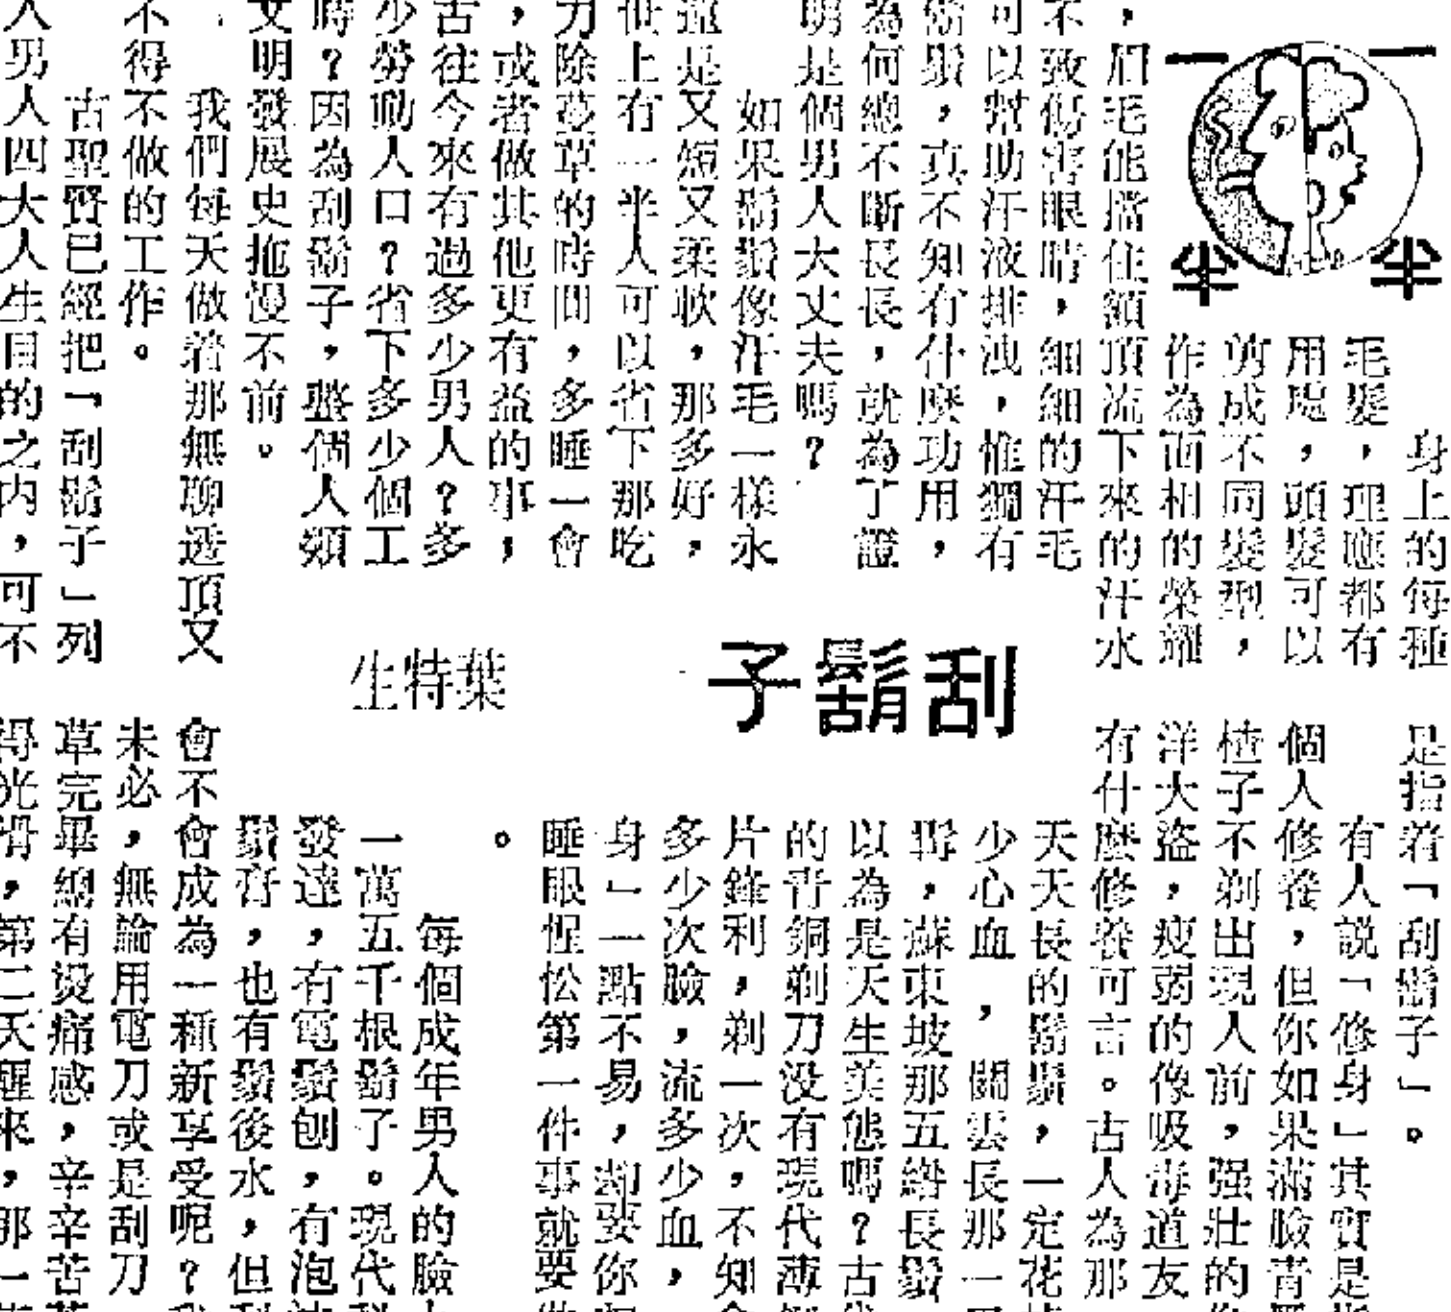 一半 一半
刮鬍子
葉特生
身上的每種
毛髮,理應都有
用處,頭髮可以
剪成不同髮型,
作為面相的榮耀
,眉毛能擋住額頂流下來的汗水
不致傷害眼睛,細細的汗毛
可以幫助汗液排洩,惟獨有
鬍鬚,真不知有什麼功用,
為何總不斷長長,就為了證
明是個男人大丈夫嗎?
如果鬍鬚像汗毛一樣永
遠是又短又柔軟,那多好,
世上有一半人可以省下那吃
力除蔓草的時間,多睡一會
,或者做其他更有益的事,
古往今來有過多少男人?多
少勞動人口?省下多少個工
時?因為刮鬍子,整個人類
文明發展史拖慢不前。
我們每天做着那無聊透頂又
不得不做的工作。
古聖賢已經把「刮鬍子」列
入男人四大人生目的之內,可不
是指着「刮鬍子」。
有人說「修身」其實是
個人修養,但你如果滿臉青
楂子不剃出現人前,强壯的
洋大盜,瘦弱的像吸毒道友
有什麼修養可言。古人為那
天天長的鬍鬚,一定花
少心血,關雲長那一
髯,蘇東坡那五綹長鬚
以為是天生美態嗎?古
的青銅剃刀没有現代薄
片鋒利,剃一次,不知
多少次臉,流多少血,
身」一點不易,却要你
睡眼惺忪第一件事就要
。
每個成年男人的臉
一萬五千根鬍子。現代
發達,有電鬚刨,有泡
鬚膏,也有鬚後水,但
會不會成為一種新享受呢?
未必,無論用電刀或是刮刀
草完畢總有燙痛感,辛辛苦
得光滑,第二天醒來,那一